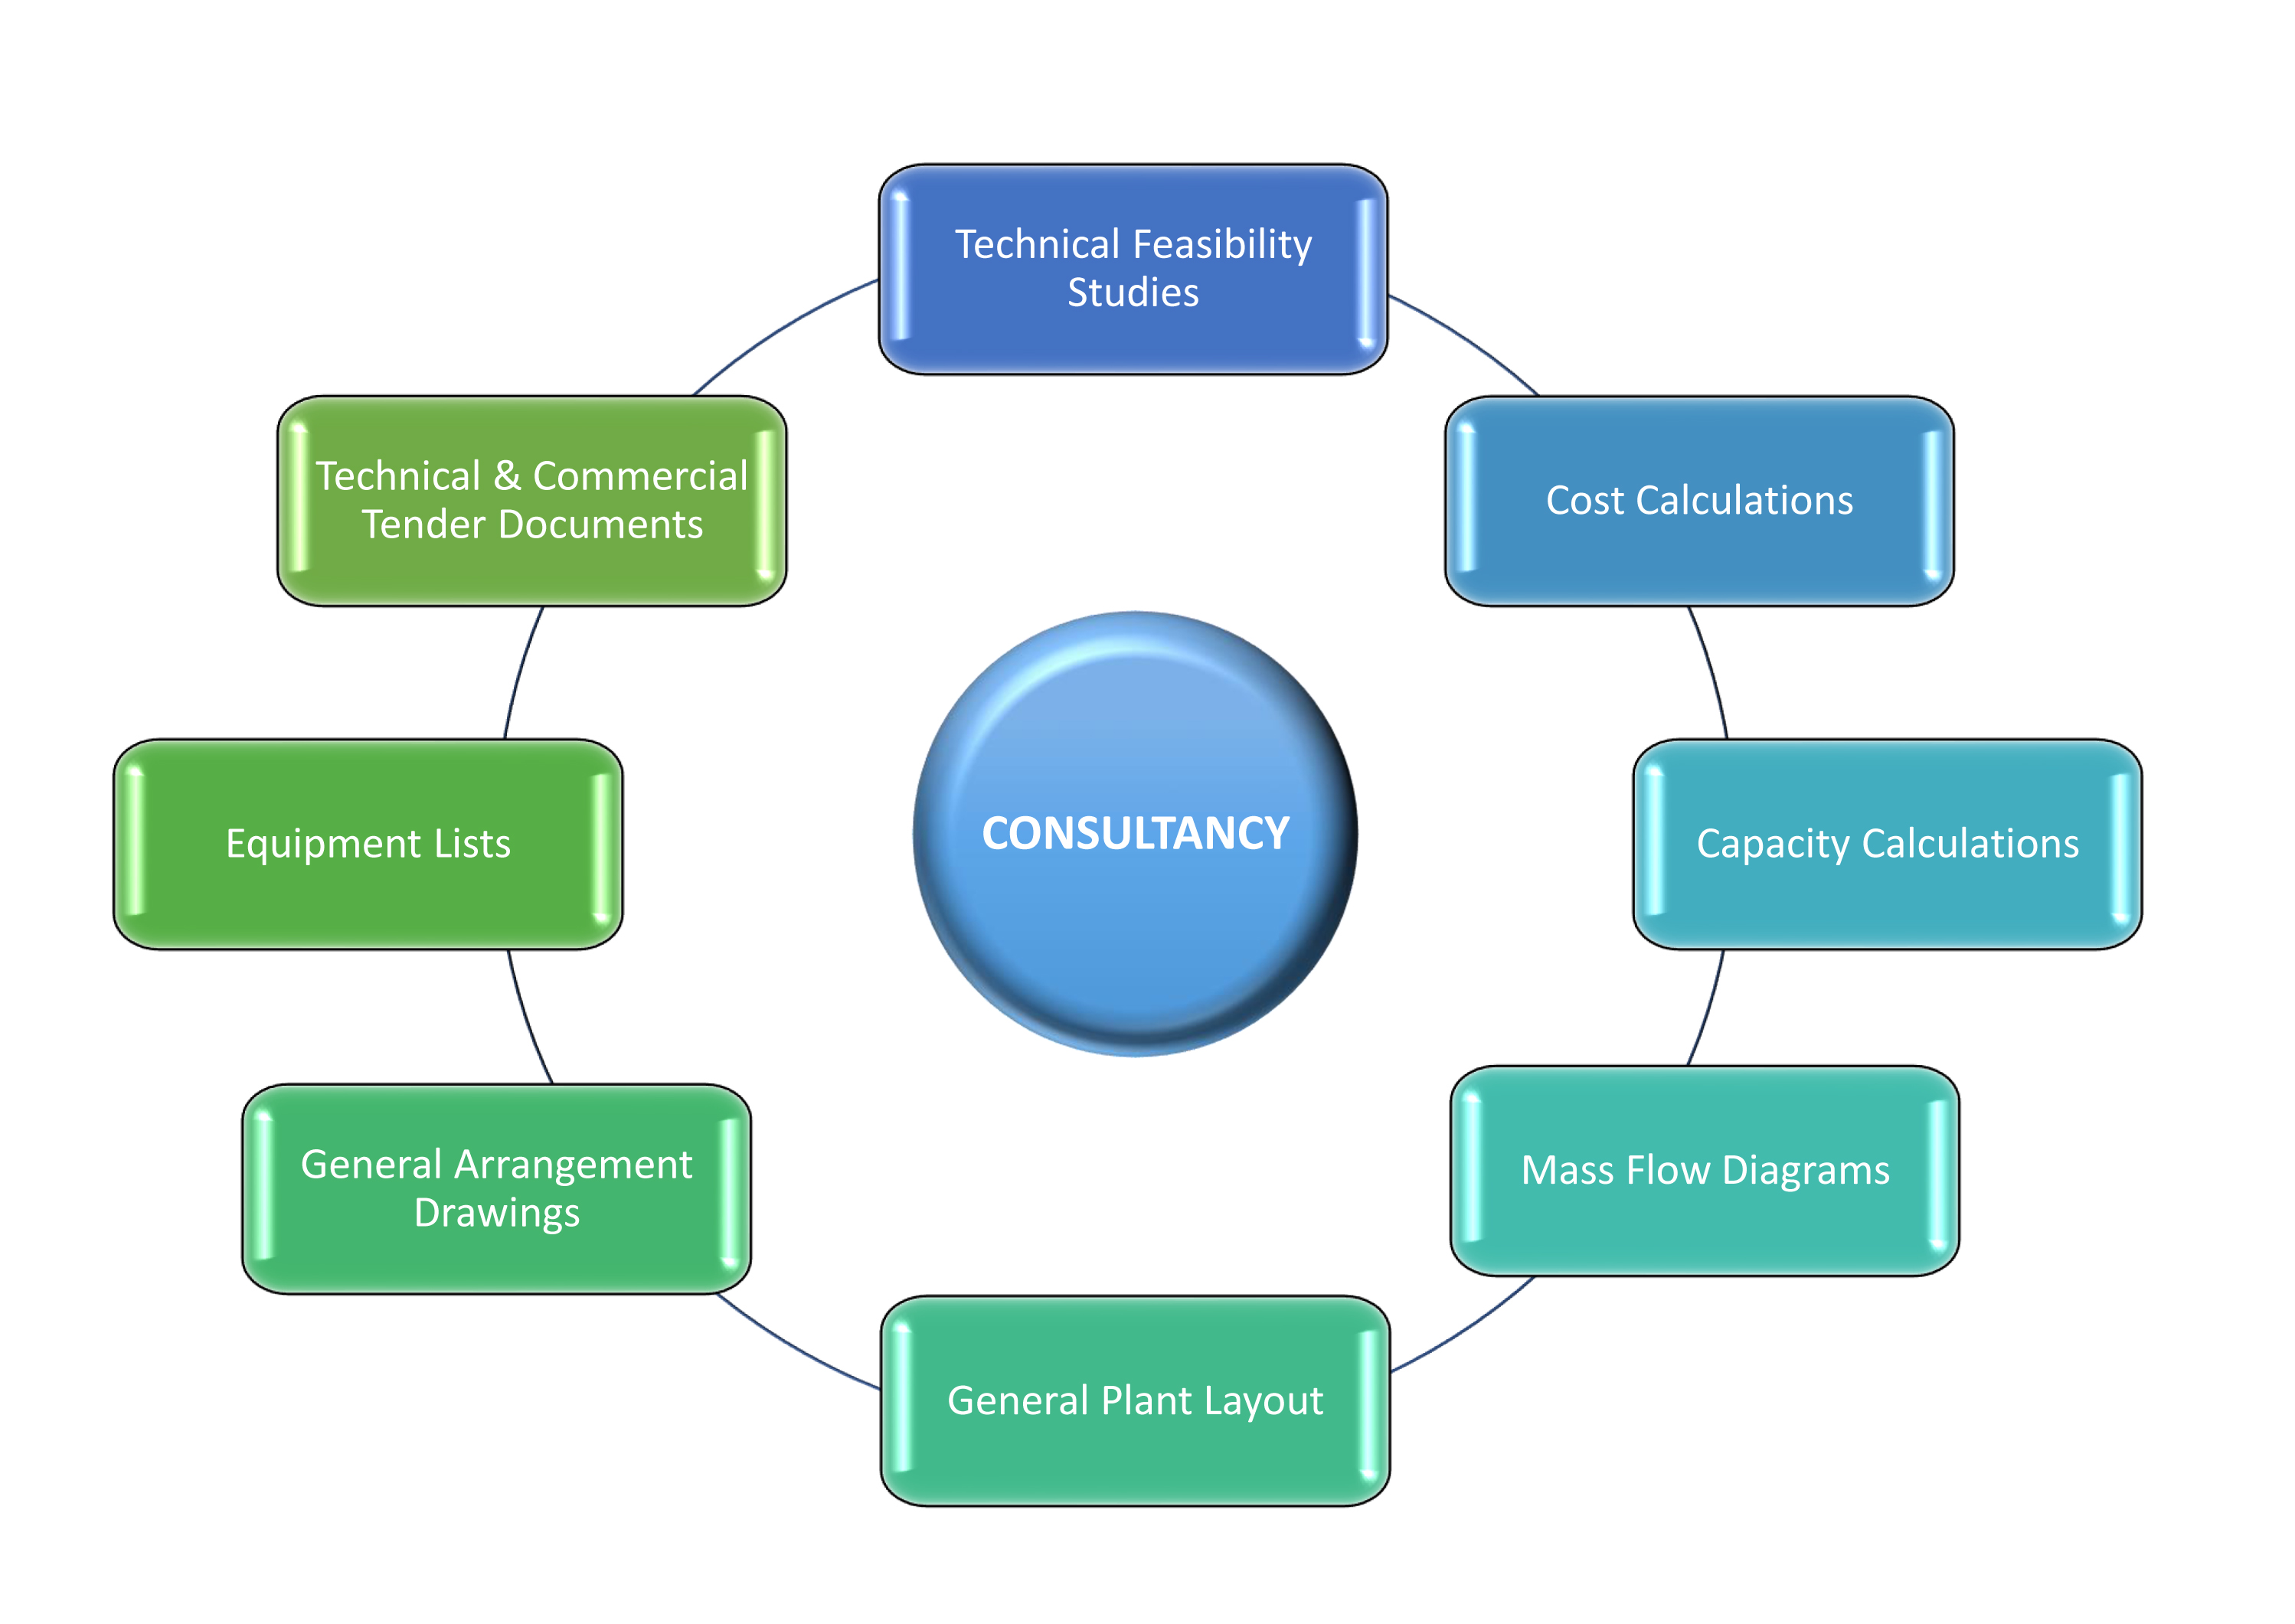 Technical Feasibility
Studies
Cost Calculations
Capacity Calculations
Mass Flow Diagrams
General Plant Layout
General Arrangement
Drawings
Equipment Lists
Technical & Commercial
Tender Documents
CONSULTANCY